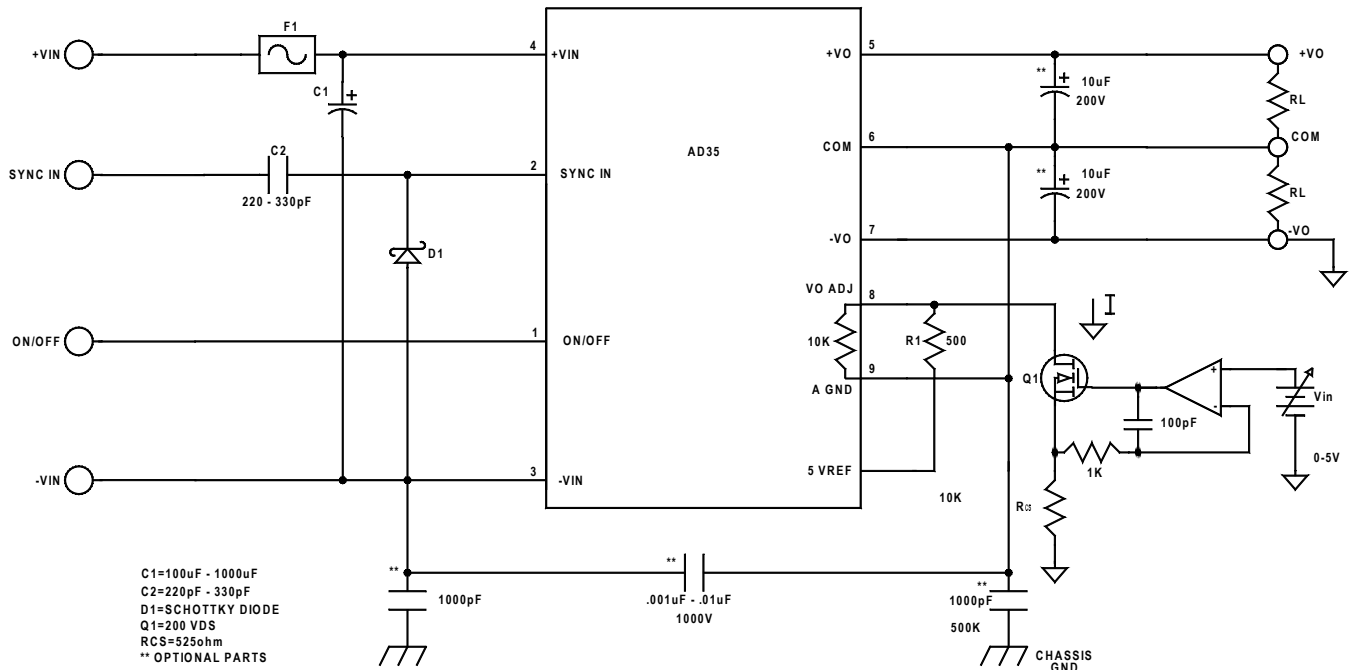 F1
+VIN
4
+VIN
C1
+
C2
SYNC IN
2
SYNC IN
220 - 330pF
D1
ON/OFF
1
ON/OFF
-VIN
3
-VIN
AD35
+VO
5
+VO
**
+
10uF
200V
RL
COM
6
COM
**
+
10uF
200V
RL
-VO
7
-VO
VO ADJ
8
I
10K
R1
500
9
A GND
Q1
+
-
Vin
100pF
0-5V
1K
5 VREF
10K
RCS
**
1000pF
**
.001uF - .01uF
1000V
**
1000pF
500K
CHASSIS
GND
C1=100uF - 1000uF
C2=220pF - 330pF
D1=SCHOTTKY DIODE
Q1=200 VDS
RCS=525ohm
** OPTIONAL PARTS